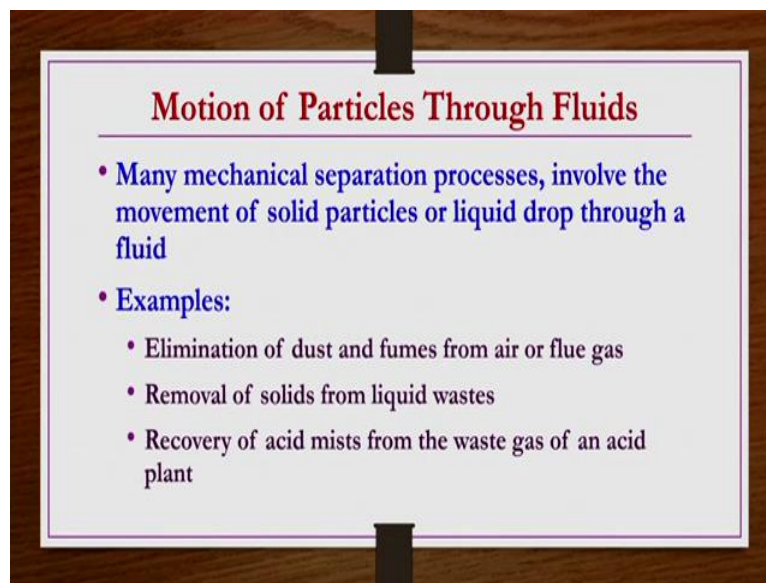 Motion of Particles Through Fluids
• Many mechanical separation processes, involve the
movement of solid particles or liquid drop through a
fluid
• Examples:
• Elimination of dust and fumes from air or flue gas
• Removal of solids from liquid wastes
• Recovery of acid mists from the waste gas of an acid
plant